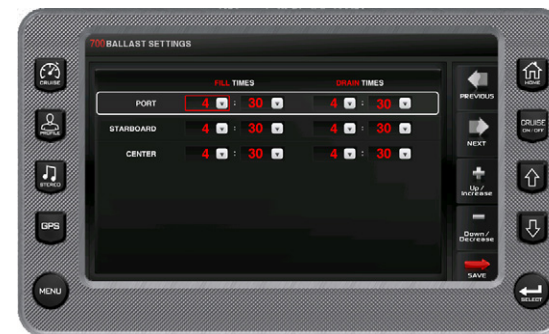 700 BALLAST SETTINGS
FILL TIMES DRAIN TIMES
PORT 4 : 30 4 : 30
STARBOARD 4 : 30 4 : 30
CENTER 4 : 30 4 : 30
PREVIOUS
NEXT
Up / Increase
Down / Decrease
SAVE
CRUISE
PROFILE
STEREO
GPS
MENU
HOME
CRUISE
ON / OFF
SELECT